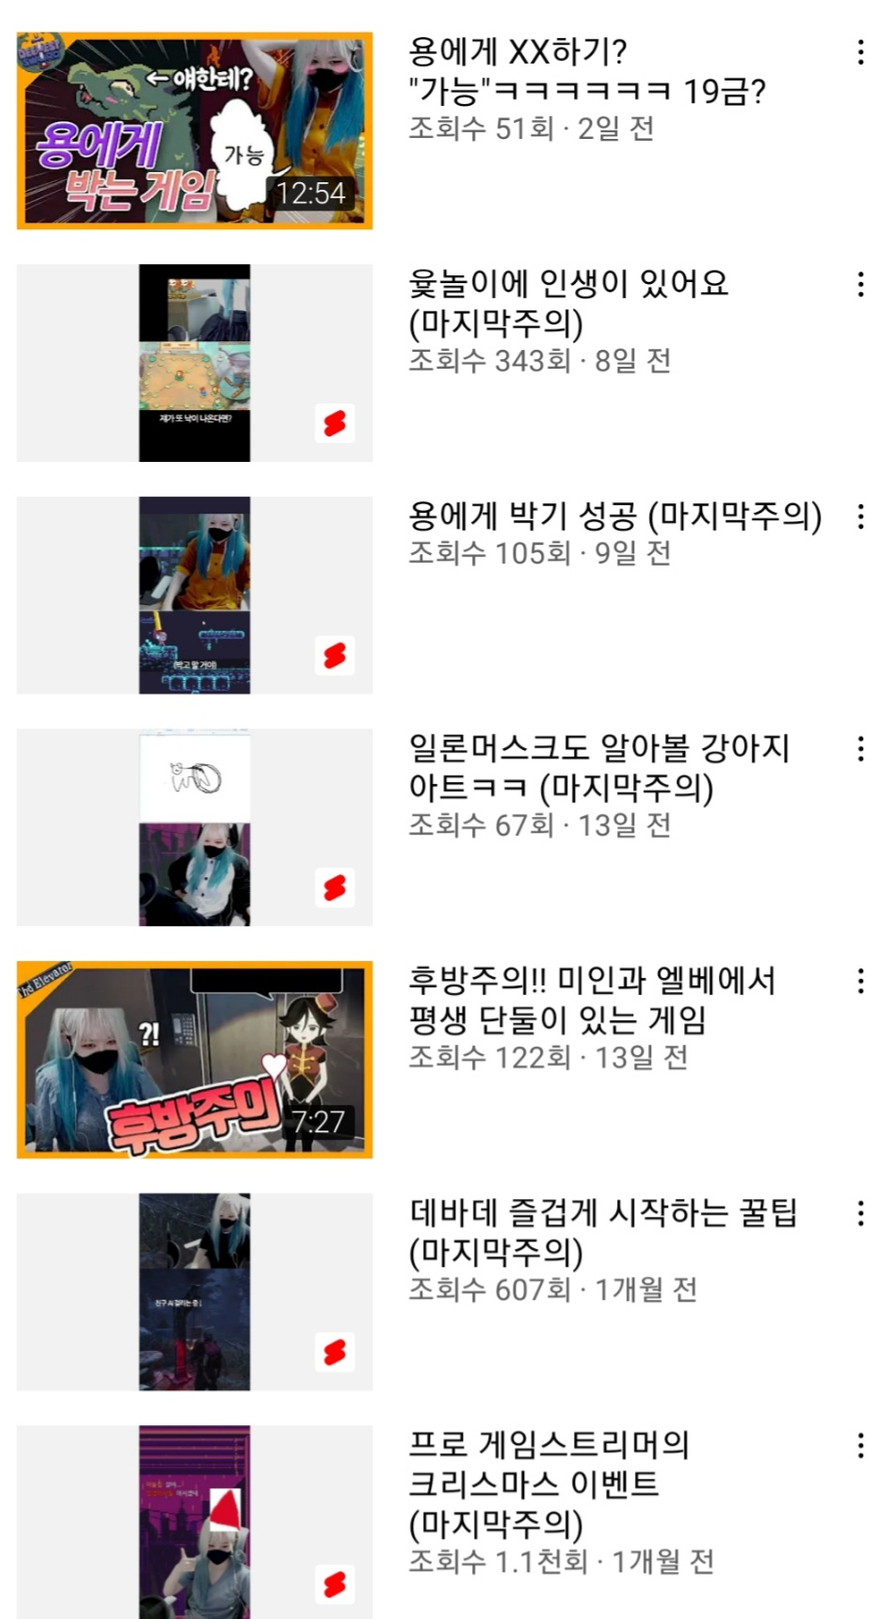 용에게 XX하기?
"가능"ㅋㅋㅋㅋㅋㅋ 19금?
조회수 51회 · 2일 전
← 얘한테?
용에게
박는 게임
가능
12:54
윷놀이에 인생이 있어요
(마지막주의)
조회수 343회 · 8일 전
제가 또 낙이 나온다면?
용에게 박기 성공 (마지막주의)
조회수 105회 · 9일 전
(박고 말 거야)
일론머스크도 알아볼 강아지
아트ㅋㅋ (마지막주의)
조회수 67회 · 13일 전
후방주의!! 미인과 엘베에서
평생 단둘이 있는 게임
조회수 122회 · 13일 전
The Elevator
?!
후방주의
7:27
데바데 즐겁게 시작하는 꿀팁
(마지막주의)
조회수 607회 · 1개월 전
프로 게임스트리머의
크리스마스 이벤트
(마지막주의)
조회수 1.1천회 · 1개월 전